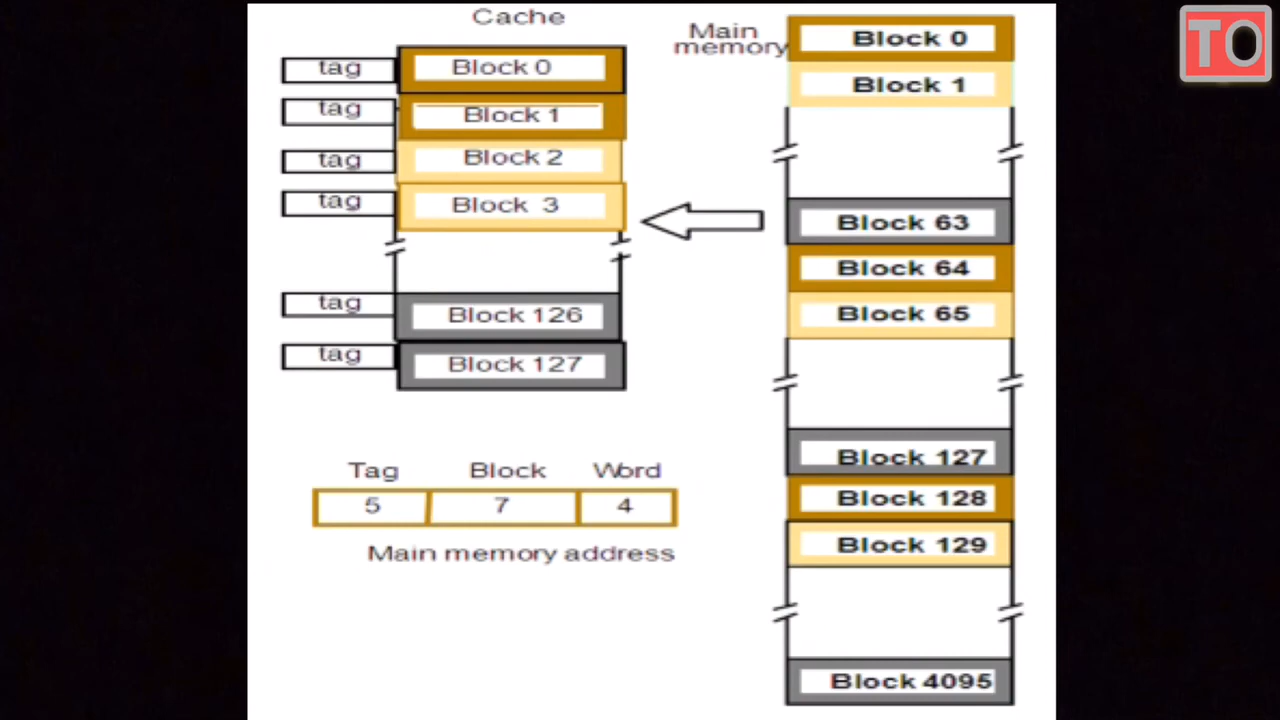 Cache
tag
Block 0
tag
Block 1
tag
Block 2
tag
Block 3
tag
Block 126
tag
Block 127
Tag Block Word
5 7 4
Main memory address
Main
memory
Block 0
Block 1
Block 63
Block 64
Block 65
Block 127
Block 128
Block 129
Block 4095
TO